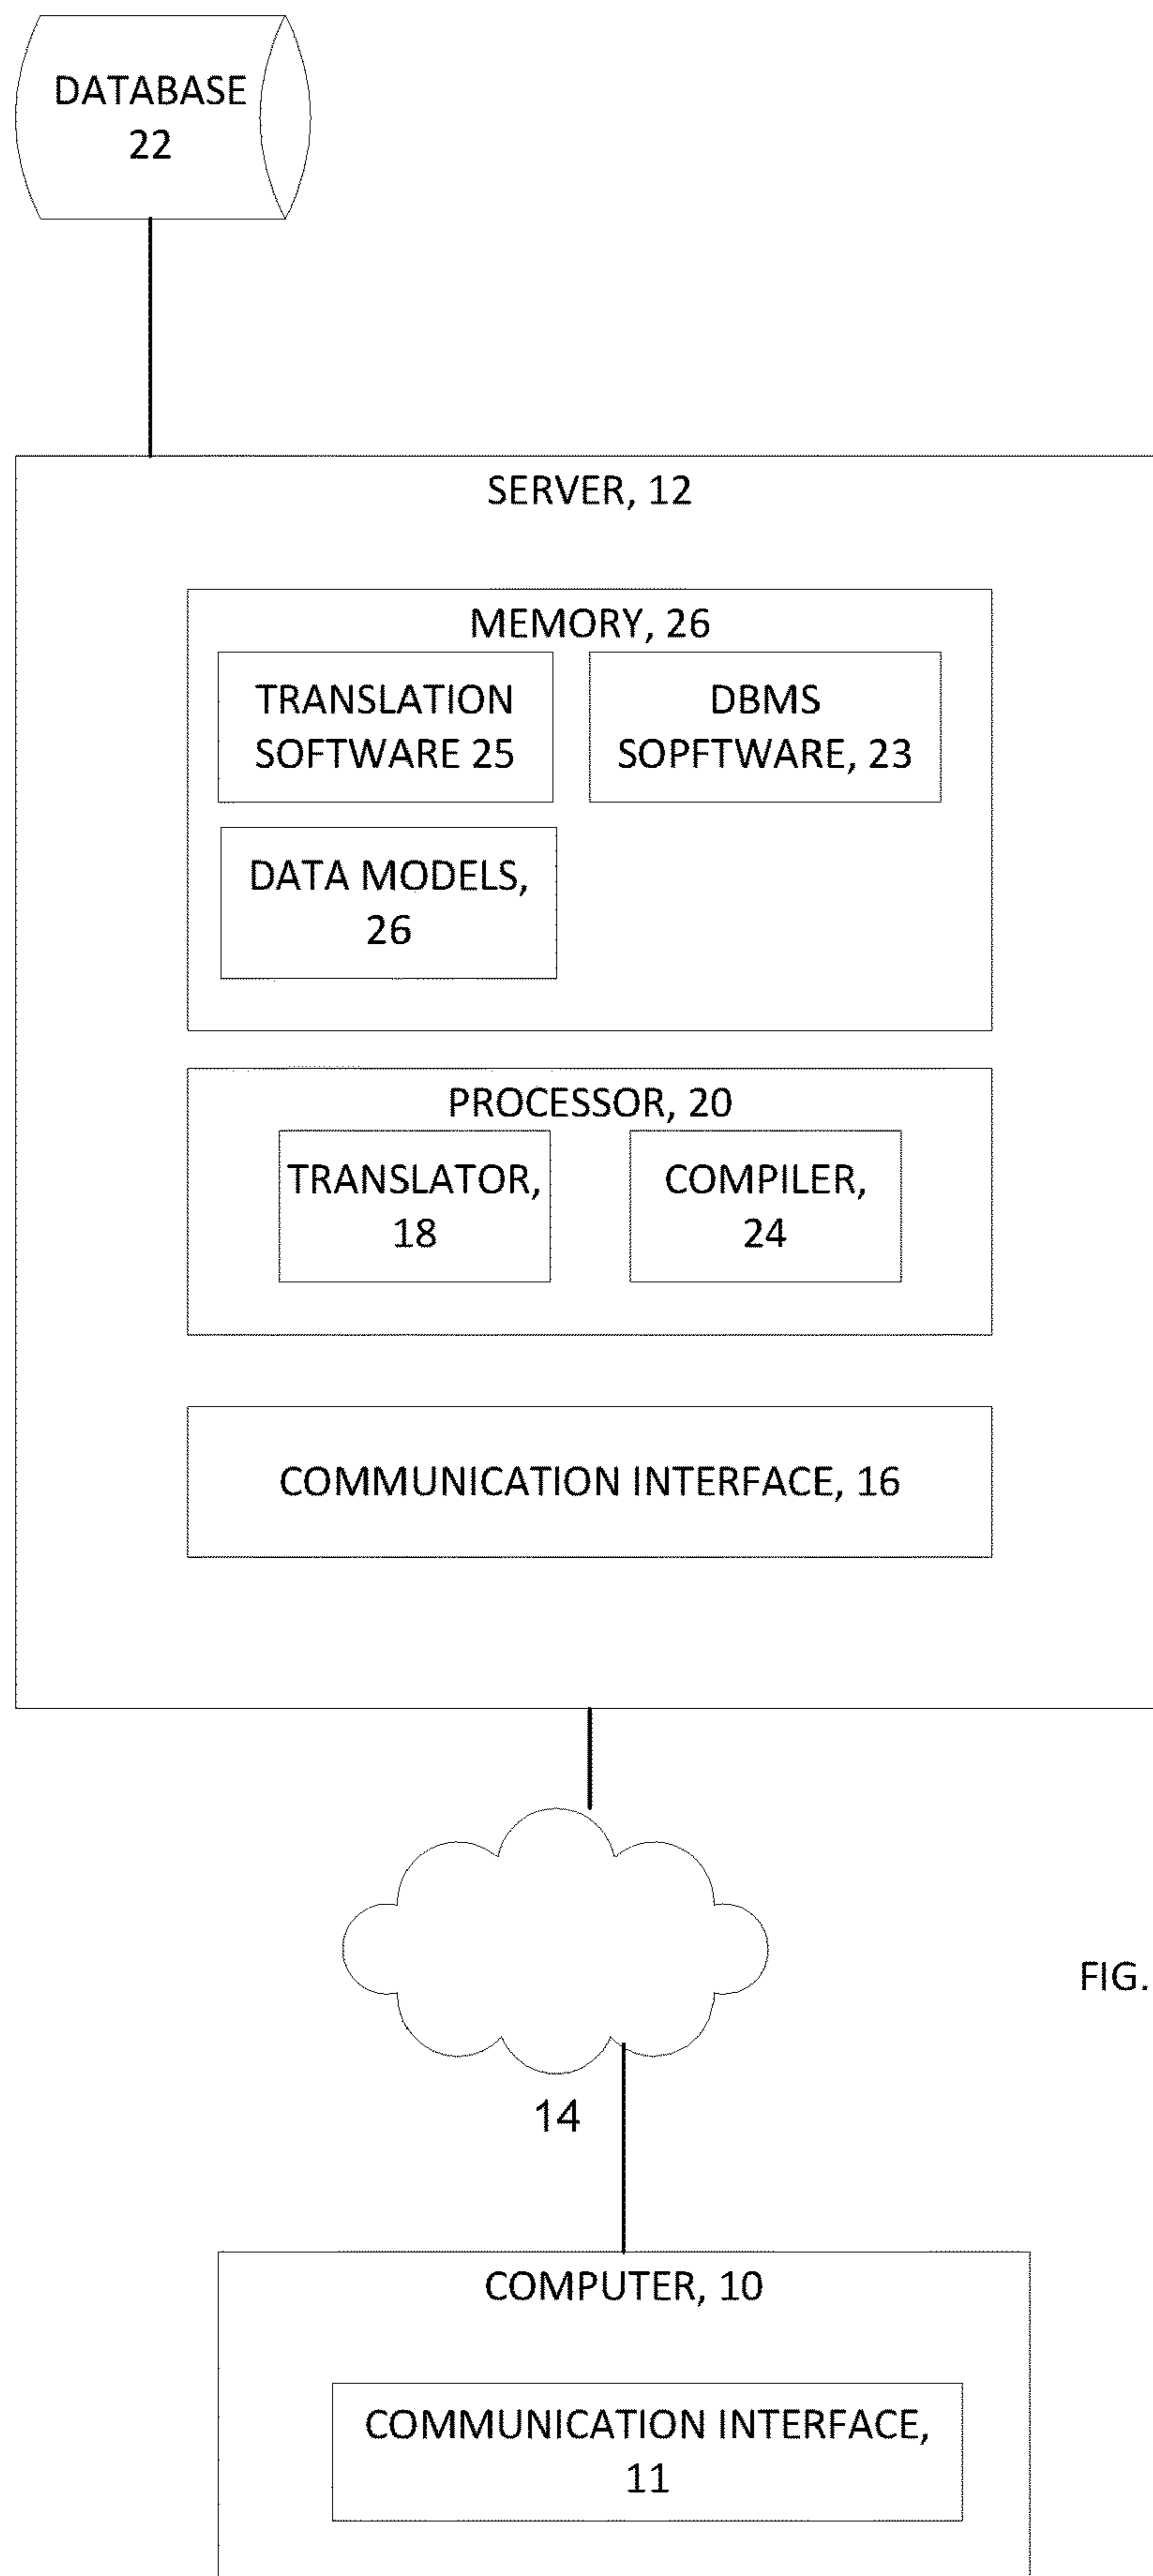 DATABASE
22
SERVER, 12
MEMORY, 26
TRANSLATION
SOFTWARE 25
DBMS
SOPFTWARE, 23
DATA MODELS,
26
PROCESSOR, 20
TRANSLATOR,
18
COMPILER,
24
COMMUNICATION INTERFACE, 16
FIG.
14
COMPUTER, 10
COMMUNICATION INTERFACE,
11